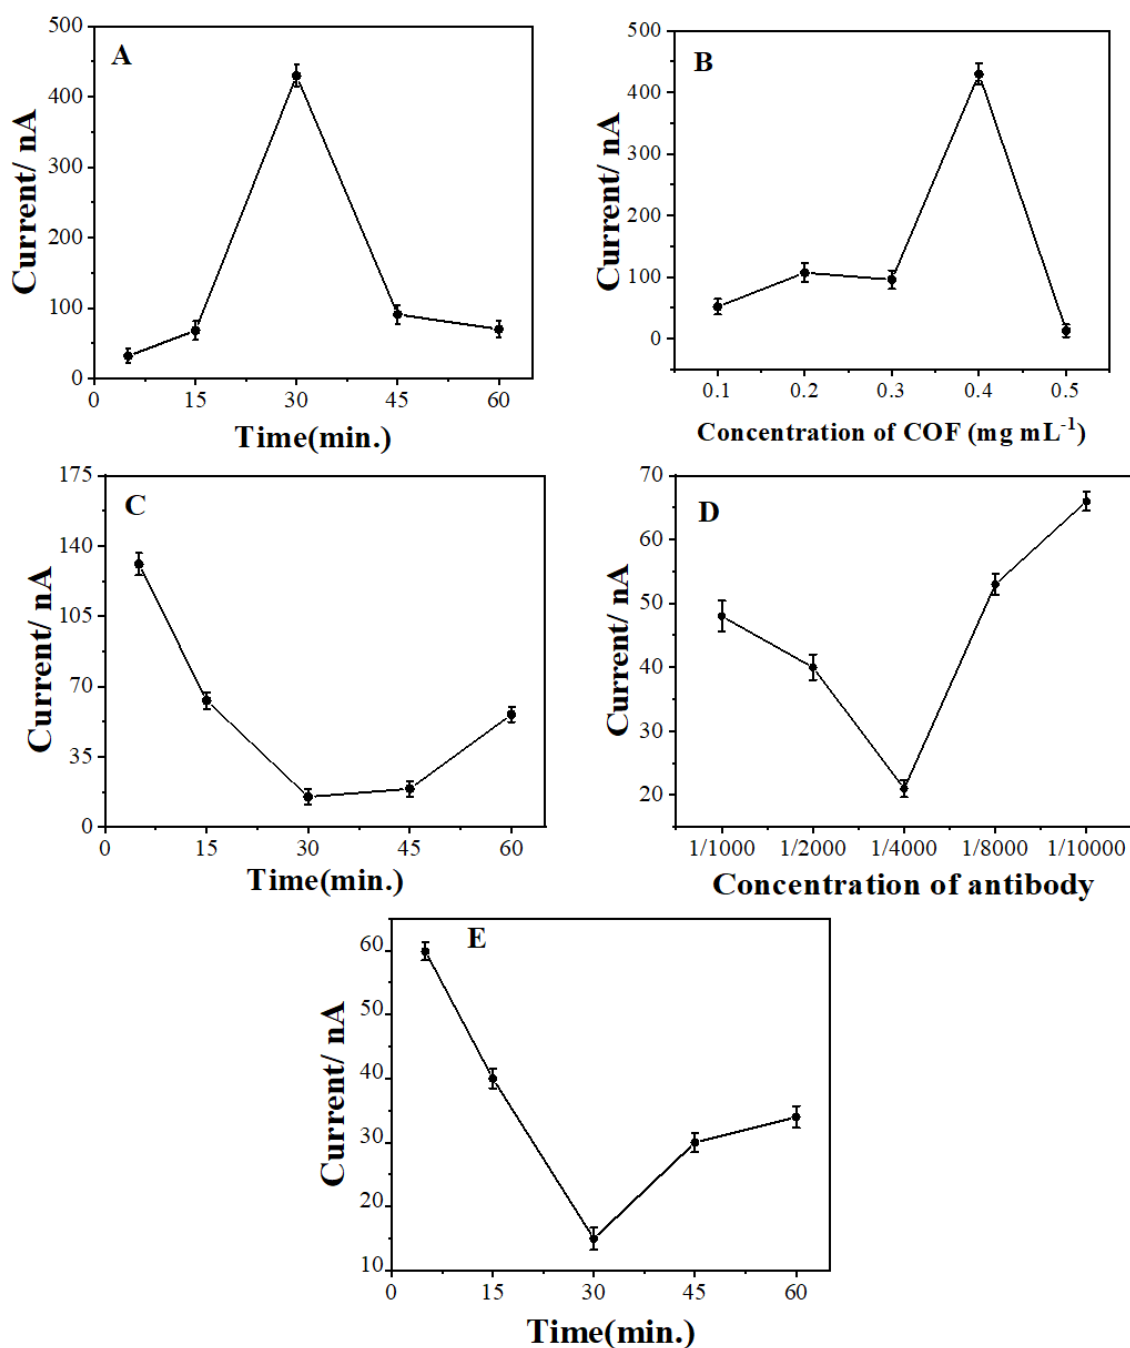 A
Current/ nA
500
400
300
200
100
0
0 15 30 45 60
Time(min.)
B
Current/ nA
500
400
300
200
100
0
0.1 0.2 0.3 0.4 0.5
Concentration of COF (mg mL⁻¹)
C
Current/ nA
175
140
105
70
35
0
0 15 30 45 60
Time(min.)
D
Current/ nA
70
60
50
40
30
20
1/1000 1/2000 1/4000 1/8000 1/10000
Concentration of antibody
E
Current/ nA
60
50
40
30
20
10
0 15 30 45 60
Time(min.)